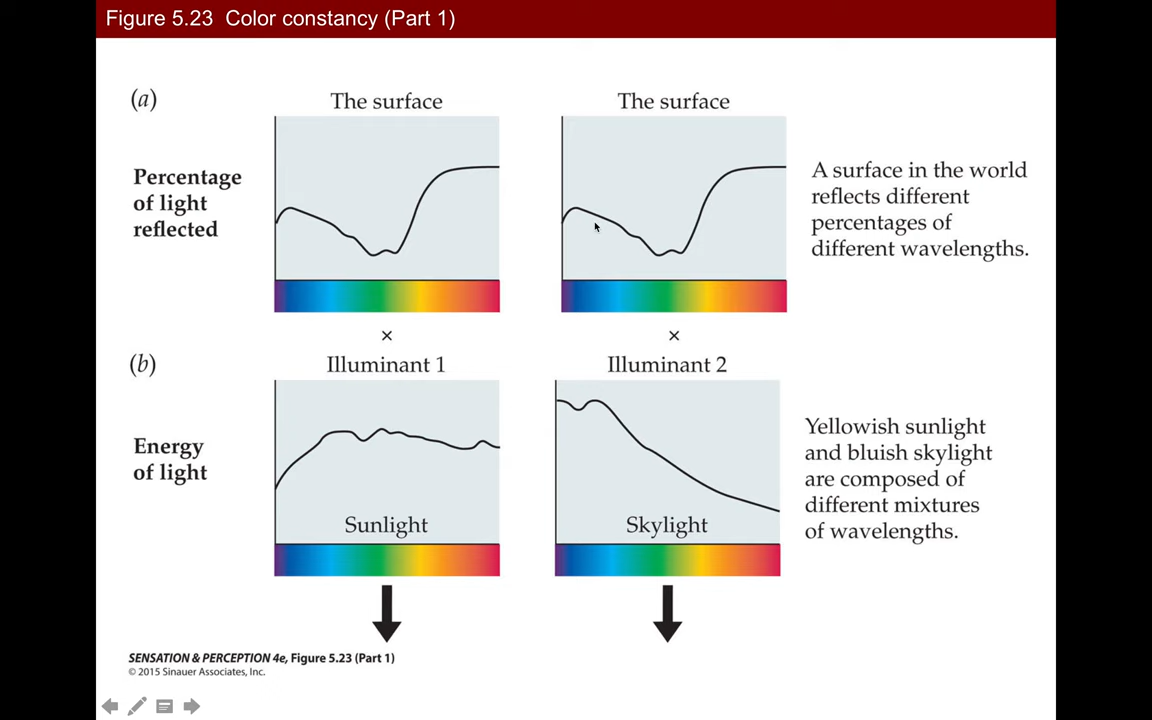 Figure 5.23 Color constancy (Part 1)
(a)
The surface
The surface
Percentage
of light
reflected
A surface in the world
reflects different
percentages of
different wavelengths.
×
×
(b)
Illuminant 1
Illuminant 2
Energy
of light
Yellowish sunlight
and bluish skylight
are composed of
different mixtures
of wavelengths.
Sunlight
Skylight
SENSATION & PERCEPTION 4e, Figure 5.23 (Part 1)
© 2015 Sinauer Associates, Inc.